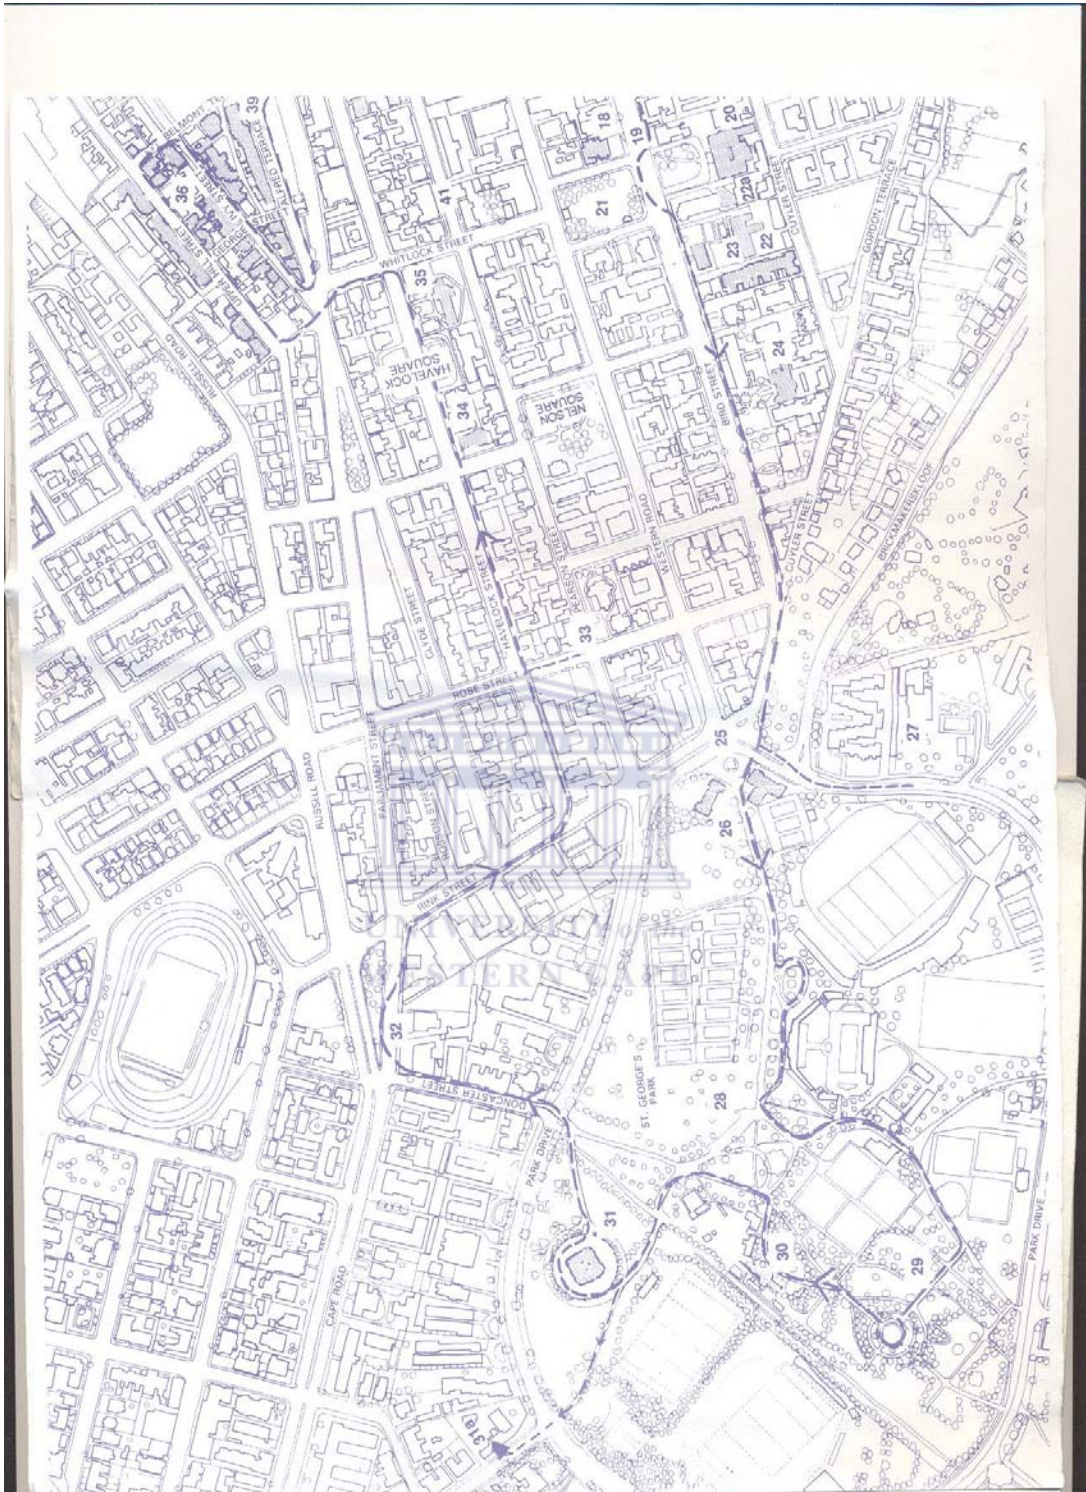 BELMONT TE
39
36
IVY STREET
ALFRED TERRACE
UPPER HILL STREET
GEORGE STREET
RUSSELL ROAD
WHITLOCK STREET
41
18
19
20
21
22a
22
23
24
CUYLER STREET
GORDON TERRACE
35
HAVELOCK
SQUARE
34
NELSON
SQUARE
BIRD STREET
BRICKMAKERSKLOOF
CUYLER STREET
WESTERN ROAD
PEARSON STREET
HAVELOCK STREET
CLYDE STREET
ROSE STREET
33
PARLIAMENT STREET
RUSSELL ROAD
ROBSON STREET
RINK STREET
25
26
27
UNIVERSITY of the
WESTERN CAPE
32
DONCASTER STREET
PARK DRIVE
ST. GEORGE'S
PARK
28
31
30
29
PARK DRIVE
CAPE ROAD
31a